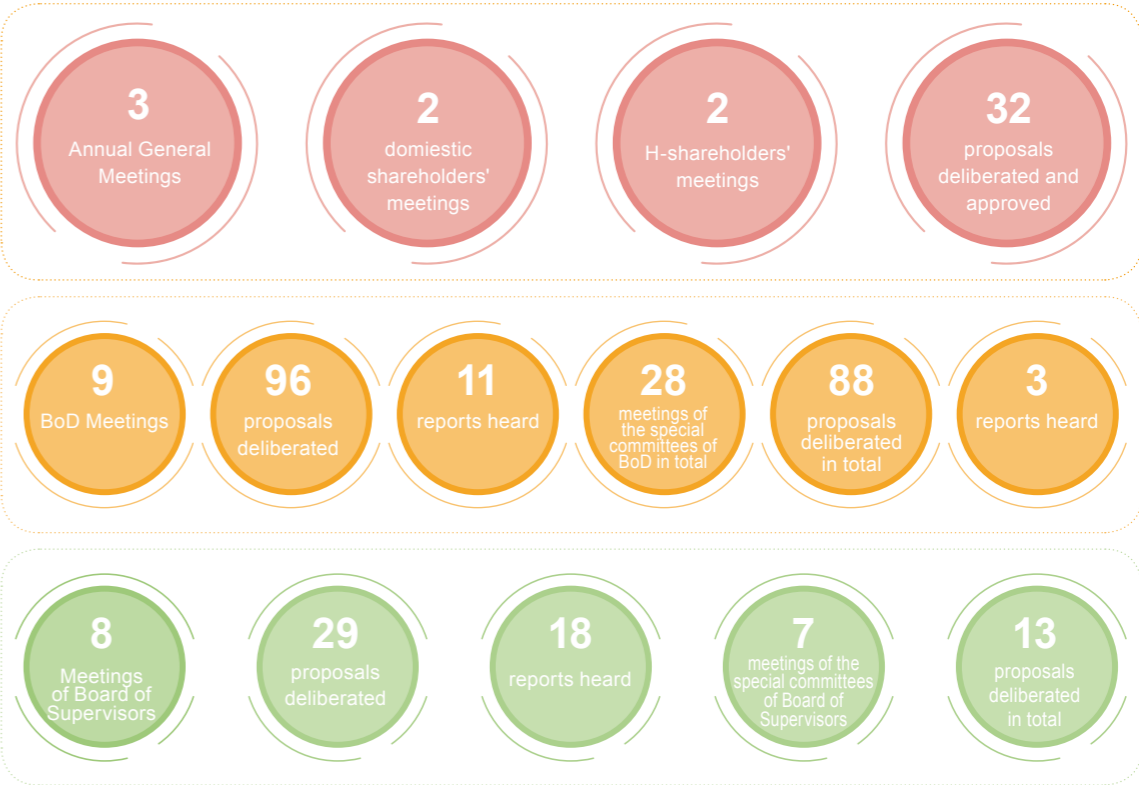 3
Annual General
Meetings
2
domiestic
shareholders'
meetings
2
H-shareholders'
meetings
32
proposals
deliberated and
approved
9
BoD Meetings
96
proposals
deliberated
11
reports heard
28
meetings of
the special
committees of
BoD in total
88
proposals
deliberated
in total
3
reports heard
8
Meetings
of Board of
Supervisors
29
proposals
deliberated
18
reports heard
7
meetings of the
special committees
of Board of
Supervisors
13
proposals
deliberated
in total